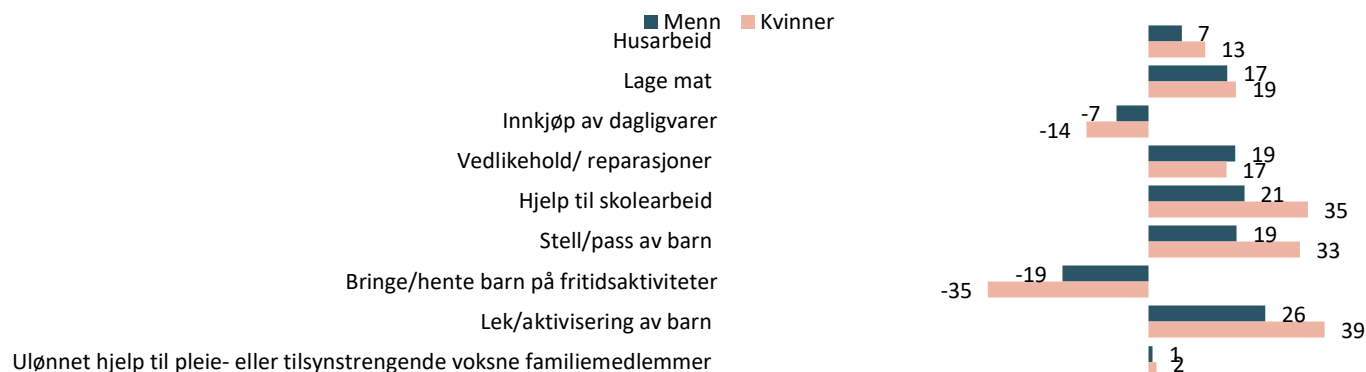 Menn Kvinner
Husarbeid 7
13
Lage mat 17
19
Innkjøp av dagligvarer -7
-14
Vedlikehold/ reparasjoner 19
17
Hjelp til skolearbeid 21
35
Stell/pass av barn 19
33
Bringe/hente barn på fritidsaktiviteter -19
-35
Lek/aktivisering av barn 26
39
Ulønnet hjelp til pleie- eller tilsynstrengende voksne familiemedlemmer 1
2